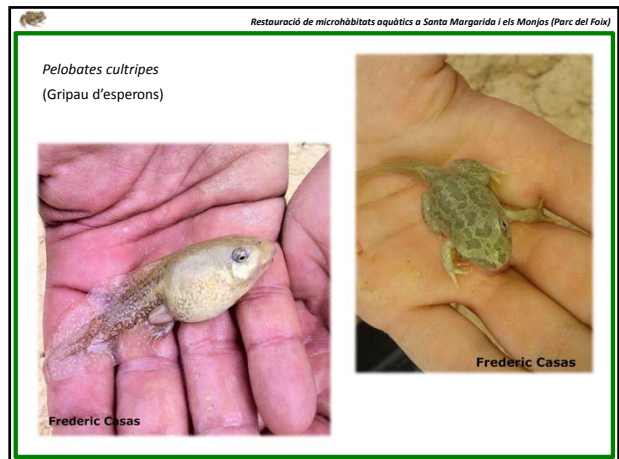 Restauració de microhàbitats aquàtics a Santa Margarida i els Monjos (Parc del Foix)
Pelobates cultripes
(Gripau d’esperons)
Frederic Casas
Frederic Casas